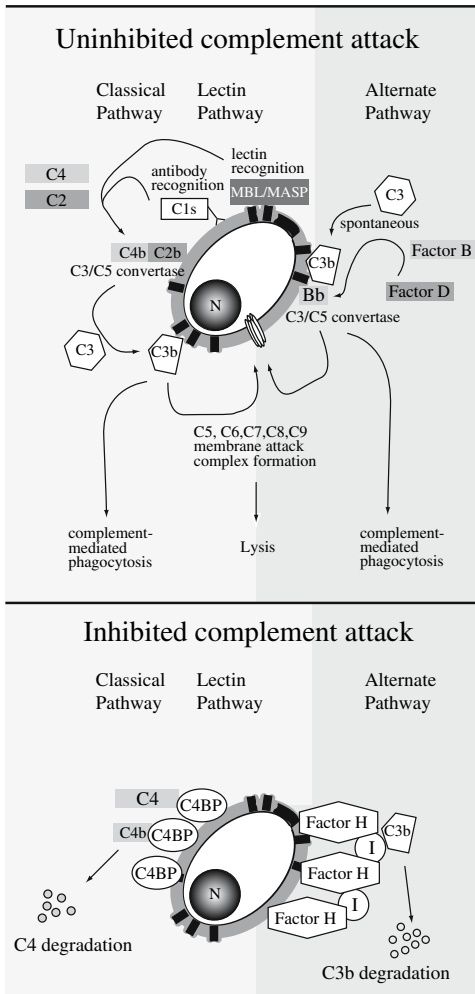 Uninhibited complement attack
Classical
Pathway
Lectin
Pathway
Alternate
Pathway
lectin
recognition
C4
C2
antibody
recognition
MBL/MASP
C1s
C3
spontaneous
C4b C2b
C3/C5 convertase
C3b
Factor B
Bb
Factor D
C3/C5 convertase
N
C3
C3b
C5, C6,C7,C8,C9
membrane attack
complex formation
complement-
mediated
phagocytosis
Lysis
complement-
mediated
phagocytosis
Inhibited complement attack
Classical
Pathway
Lectin
Pathway
Alternate
Pathway
C4
C4BP
C4b
C4BP
C4BP
N
Factor H
C3b
I
Factor H
I
Factor H
C4 degradation
C3b degradation